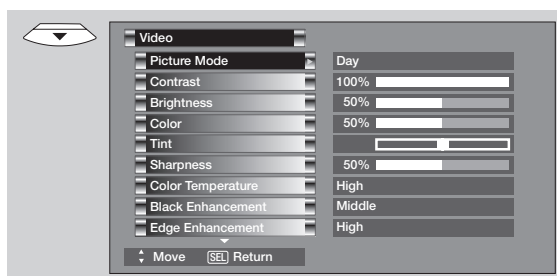 Video
Picture Mode Day
Contrast 100%
Brightness 50%
Color 50%
Tint
Sharpness 50%
Color Temperature High
Black Enhancement Middle
Edge Enhancement High
Move SEL Return